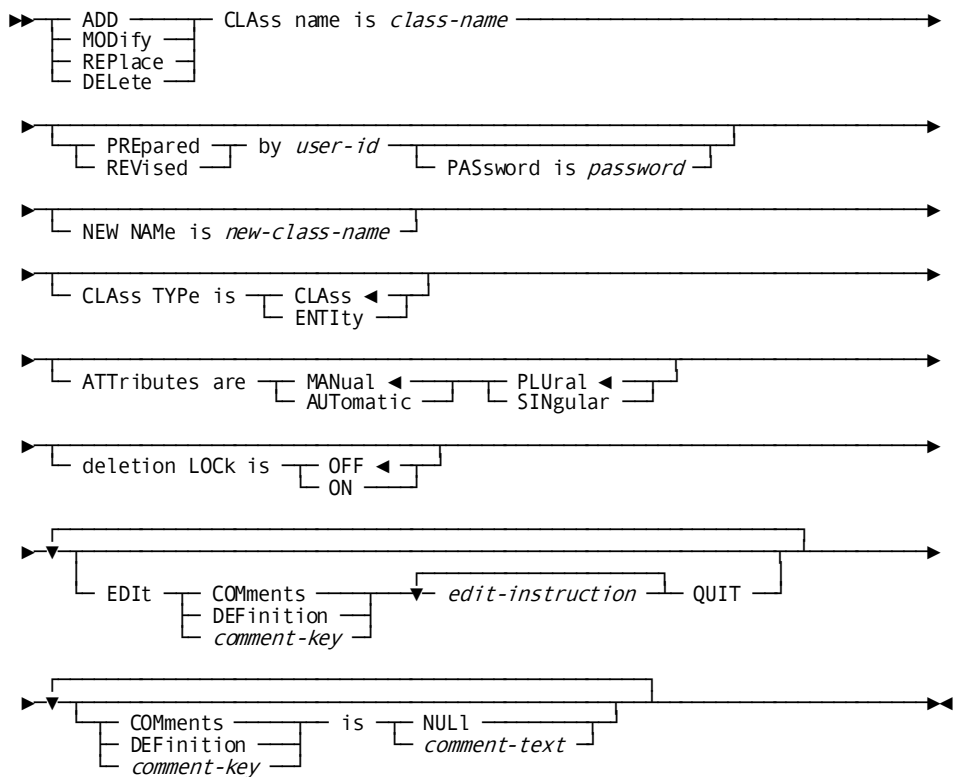 ADD CLAss name is class-name
MODify
REPlace
DELete
PREpared by user-id
REVised PASsword is password
NEW NAMe is new-class-name
CLAss TYPe is CLAss
ENTIty
ATTributes are MANual PLUral
AUTomatic SINgular
deletion LOCk is OFF
ON
EDIt COMments edit-instruction QUIT
DEFinition
comment-key
COMments is NULl
DEFinition comment-text
comment-key